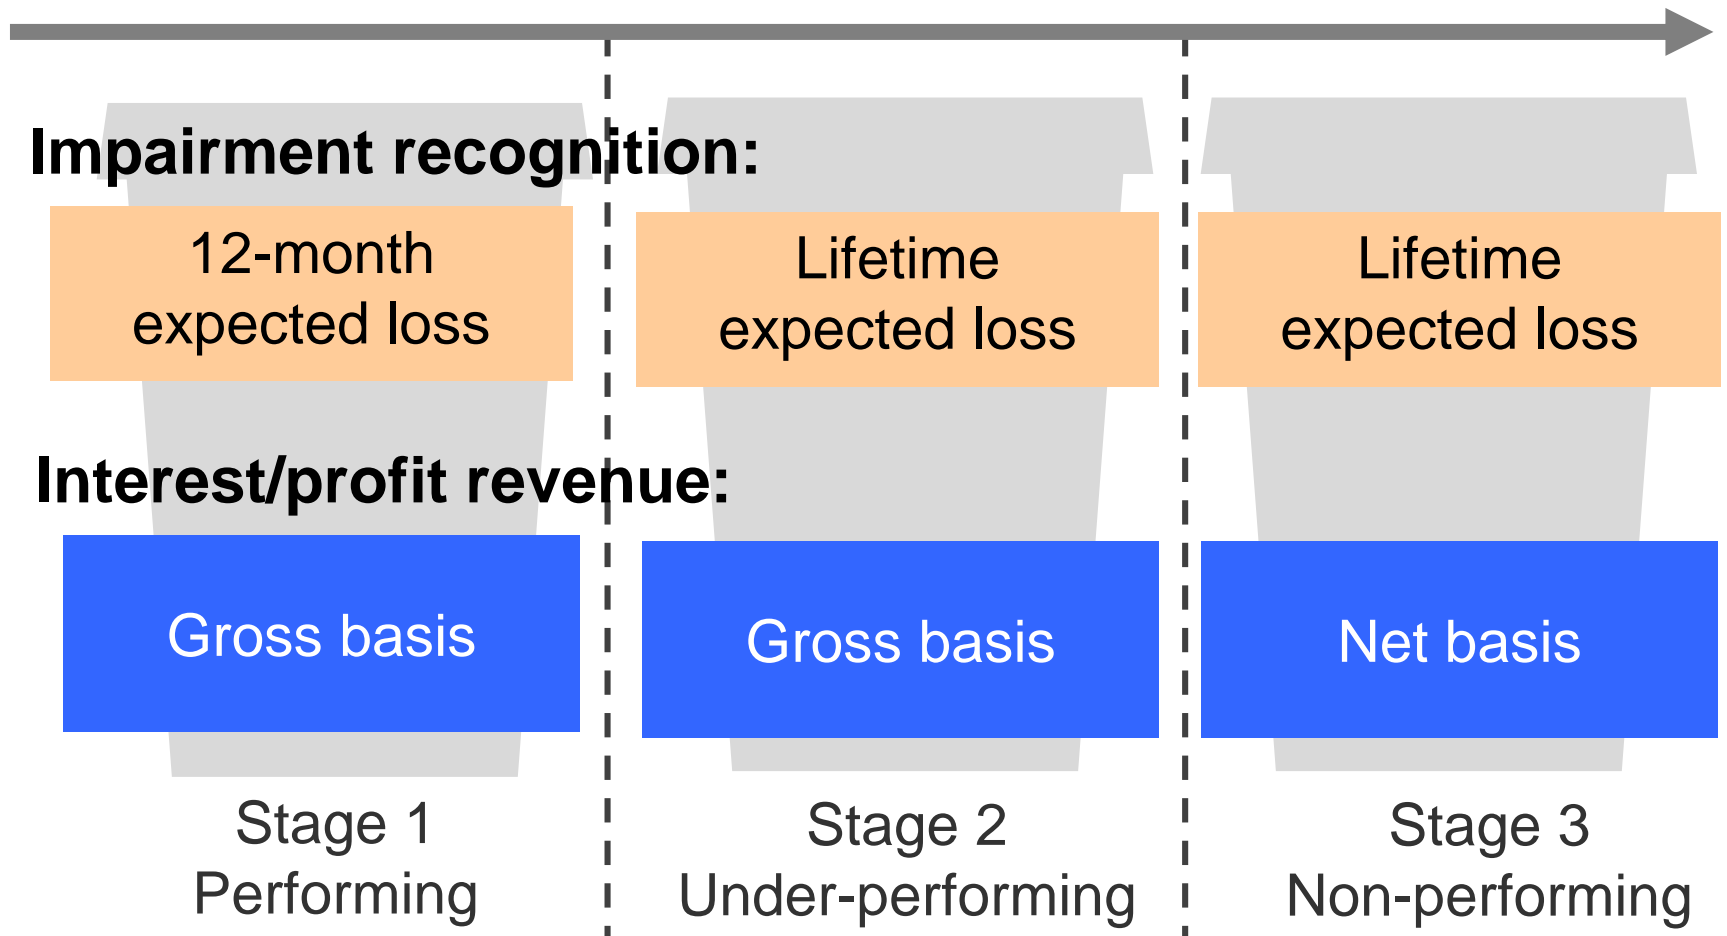 Impairment recognition:
12-month
expected loss
Lifetime
expected loss
Lifetime
expected loss
Interest/profit revenue:
Gross basis
Gross basis
Net basis
Stage 1
Performing
Stage 2
Under-performing
Stage 3
Non-performing